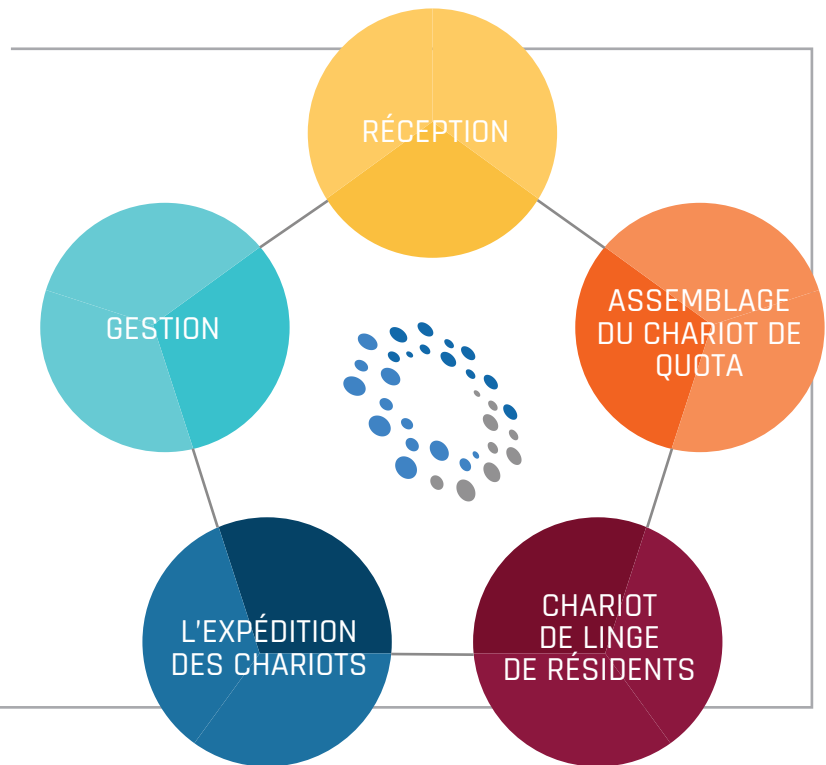 RÉCEPTION
ASSEMBLAGE
DU CHARIOT DE
QUOTA
CHARIOT
DE LINGE
DE RÉSIDENTS
L'EXPÉDITION
DES CHARIOTS
GESTION